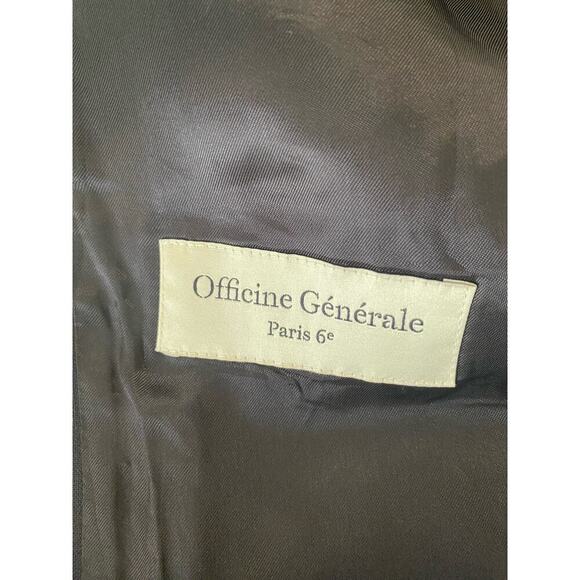 Officine Générale
Paris 6ᵉ